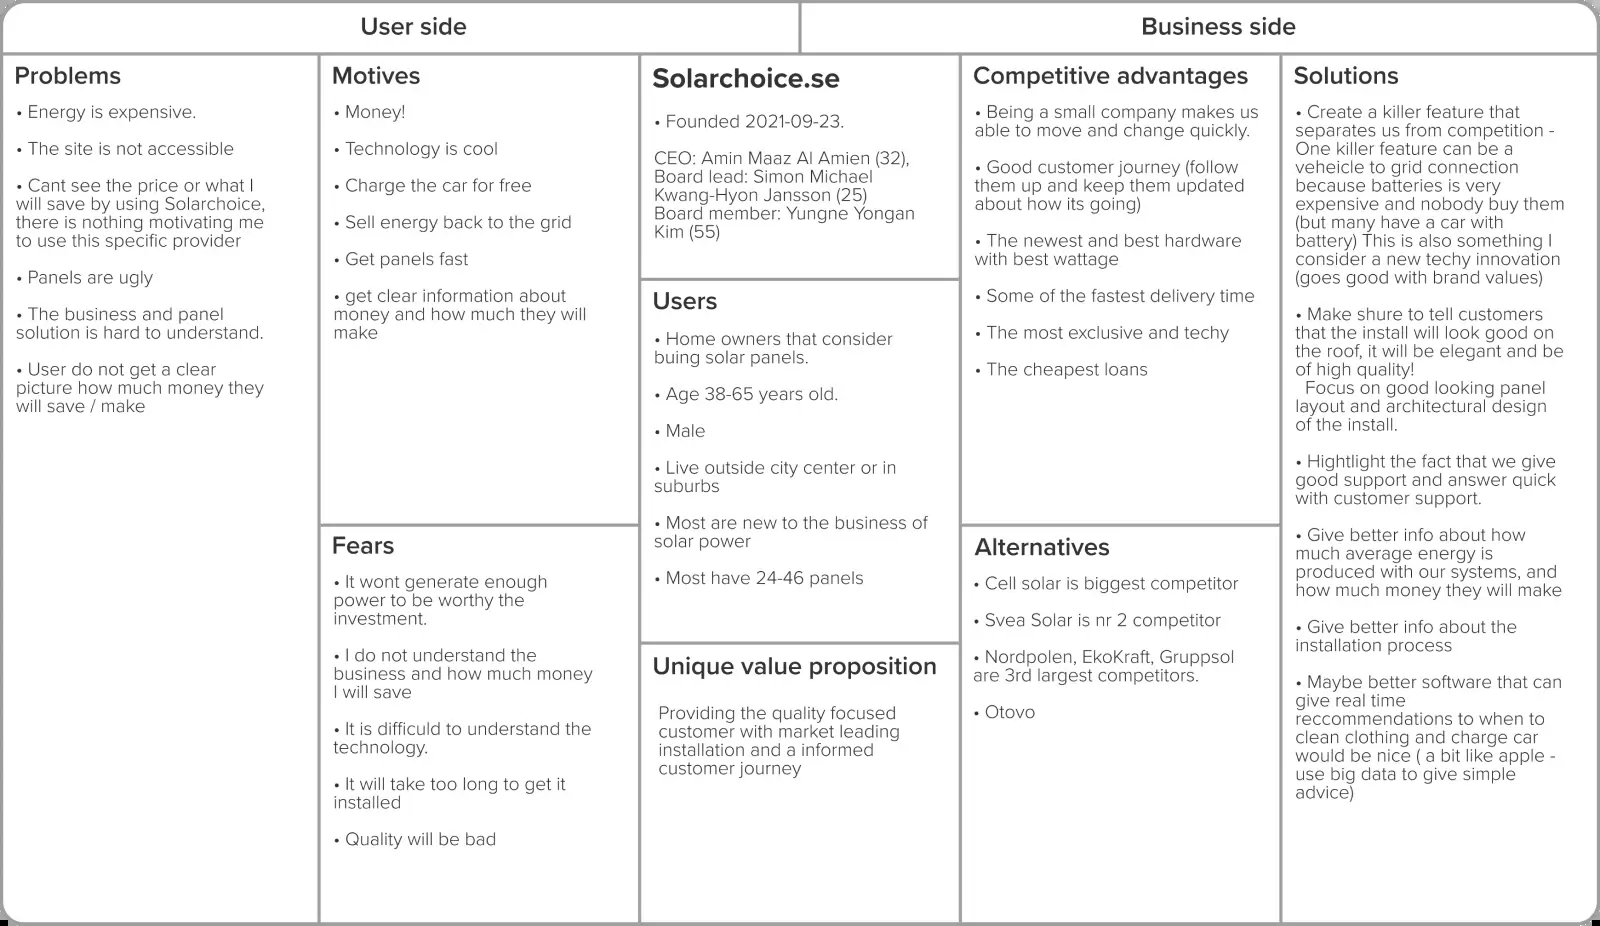 User side
Business side
Problems
• Energy is expensive.
• The site is not accessible
• Cant see the price or what I
will save by using Solarchoice,
there is nothing motivating me
to use this specific provider
• Panels are ugly
• The business and panel
solution is hard to understand.
• User do not get a clear
picture how much money they
will save / make
Motives
• Money!
• Technology is cool
• Charge the car for free
• Sell energy back to the grid
• Get panels fast
• get clear information about
money and how much they will
make
Fears
• It wont generate enough
power to be worthy the
investment.
• I do not understand the
business and how much money
I will save
• It is difficuld to understand the
technology.
• It will take too long to get it
installed
• Quality will be bad
Solarchoice.se
• Founded 2021-09-23.
CEO: Amin Maaz Al Amien (32),
Board lead: Simon Michael
Kwang-Hyon Jansson (25)
Board member: Yungne Yongan
Kim (55)
Users
• Home owners that consider
buing solar panels.
• Age 38-65 years old.
• Male
• Live outside city center or in
suburbs
• Most are new to the business of
solar power
• Most have 24-46 panels
Unique value proposition
Providing the quality focused
customer with market leading
installation and a informed
customer journey
Competitive advantages
• Being a small company makes us
able to move and change quickly.
• Good customer journey (follow
them up and keep them updated
about how its going)
• The newest and best hardware
with best wattage
• Some of the fastest delivery time
• The most exclusive and techy
• The cheapest loans
Alternatives
• Cell solar is biggest competitor
• Svea Solar is nr 2 competitor
• Nordpolen, EkoKraft, Gruppsol
are 3rd largest competitors.
• Otovo
Solutions
• Create a killer feature that
separates us from competition -
One killer feature can be a
veheicle to grid connection
because batteries is very
expensive and nobody buy them
(but many have a car with
battery) This is also something I
consider a new techy innovation
(goes good with brand values)
• Make shure to tell customers
that the install will look good on
the roof, it will be elegant and be
of high quality!
Focus on good looking panel
layout and architectural design
of the install.
• Hightlight the fact that we give
good support and answer quick
with customer support.
• Give better info about how
much average energy is
produced with our systems, and
how much money they will make
• Give better info about the
installation process
• Maybe better software that can
give real time
reccommendations to when to
clean clothing and charge car
would be nice ( a bit like apple -
use big data to give simple
advice)